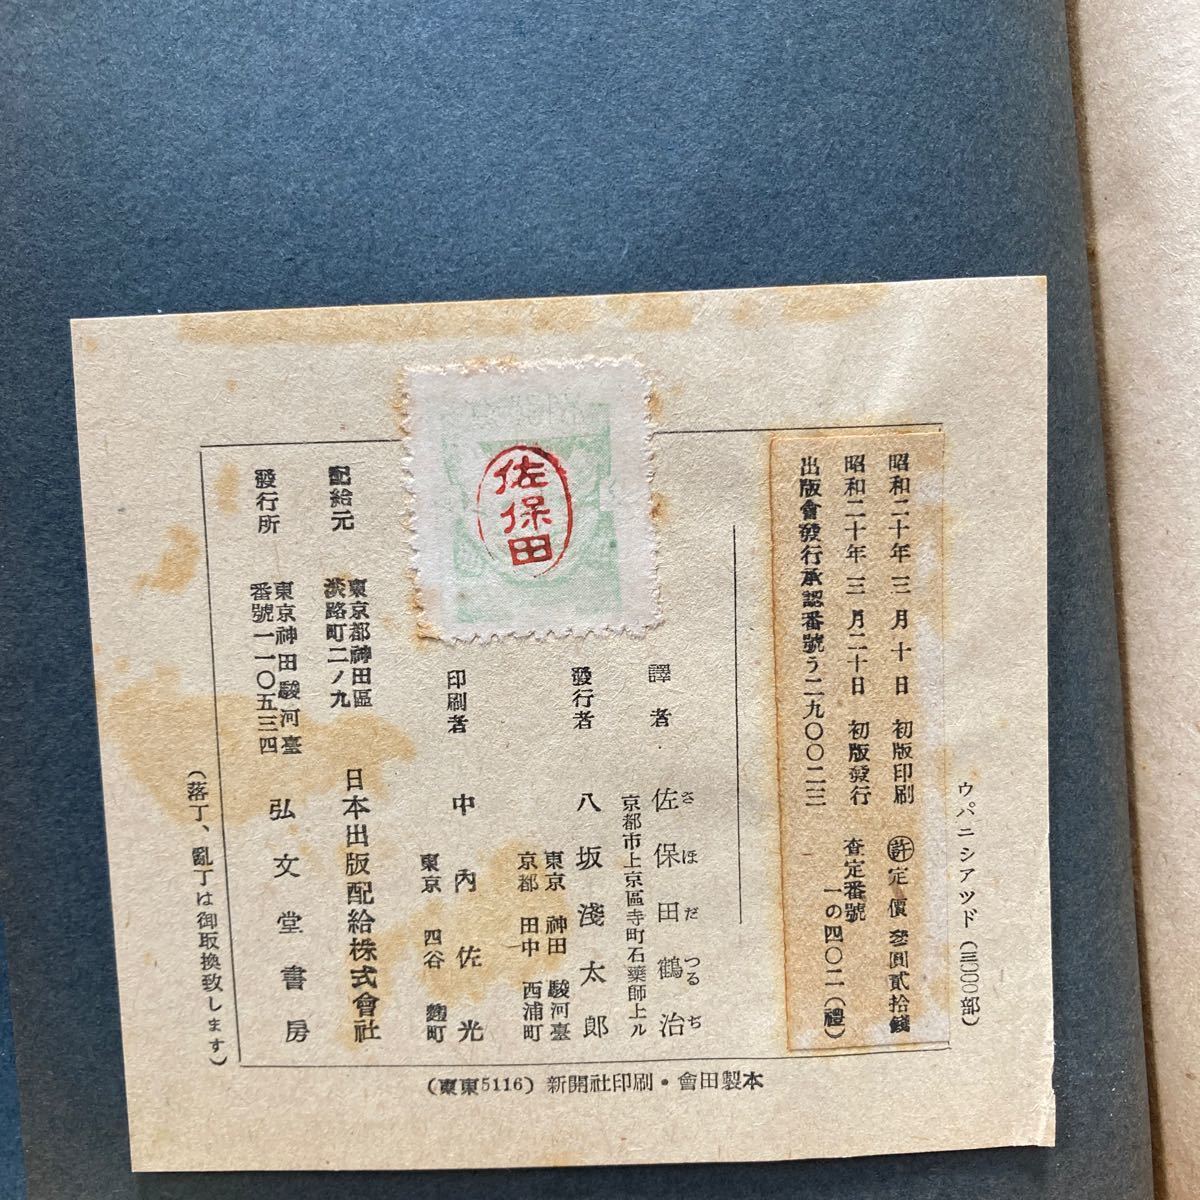 ウパニシアツド（三〇〇〇部）
昭和二十年三月十日　初版印刷　㊟定價參圓貳拾錢
昭和二十年三月二十日　初版發行　査定番號
一の四〇二（禮）
出版會發行承認番號う二九〇〇二三
譯者　佐保田鶴治
さほだつるぢ
京都市上京區寺町石藥師上ル
發行者　八坂淺太郎
東京　神田　駿河臺
京都　田中　西浦町
印刷者　中內佐光
東京　四谷　麴町
佐保田
配給元　東京都神田區
淡路町二ノ九
日本出版配給株式會社
發行所　東京神田駿河臺
番號一一〇五三四
弘文堂書房
（落丁、亂丁は御取換致します）
（東東5116）新開社印刷・會田製本